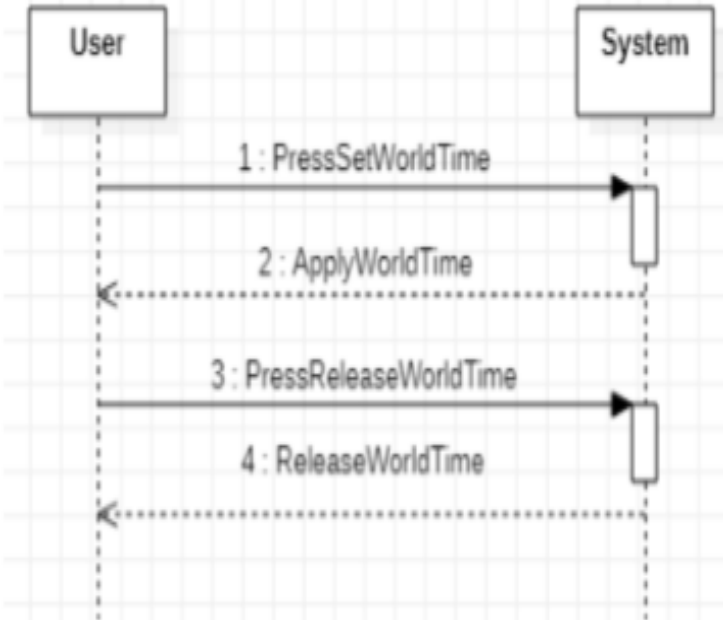 User
System
1 : PressSetWorldTime
2 : ApplyWorldTime
3 : PressReleaseWorldTime
4 : ReleaseWorldTime